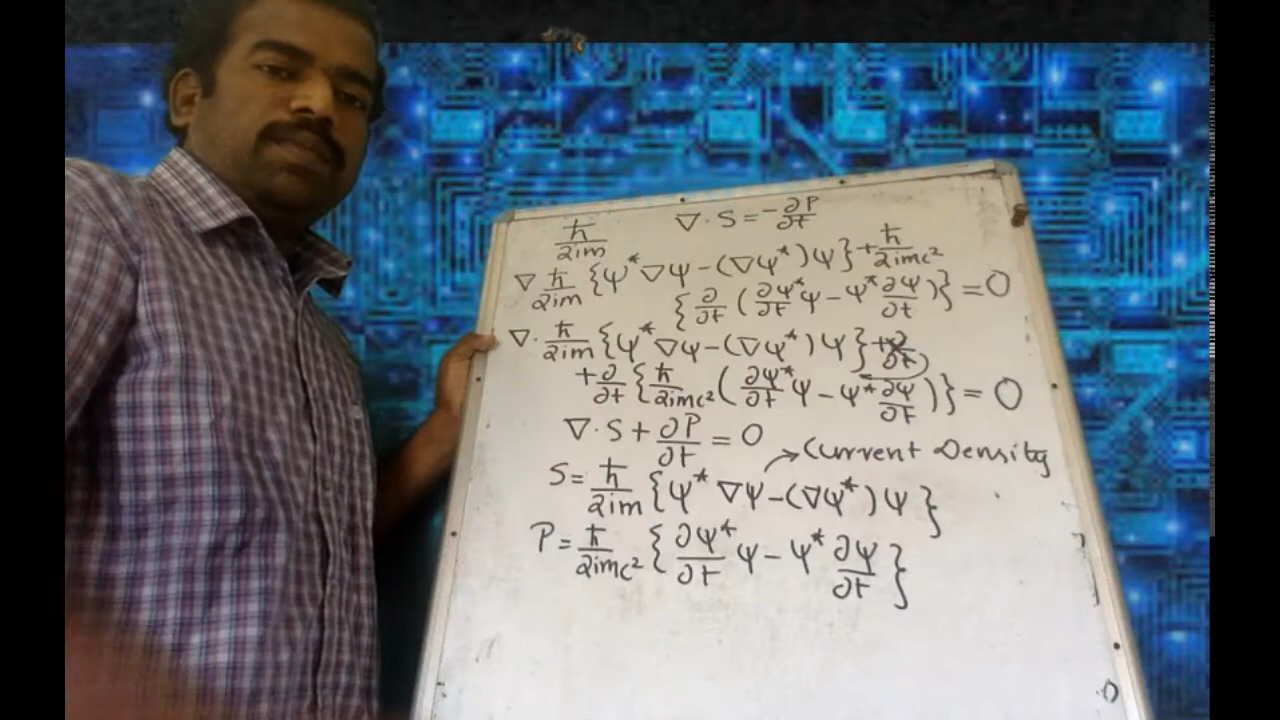 ∇·S = -∂P/∂t
ħ/2im
∇ ħ/2im {ψ* ∇ψ - (∇ψ*)ψ} + ħ/2imc²
{∂/∂t (∂ψ*/∂t ψ - ψ* ∂ψ/∂t)} = 0
∇· ħ/2im {ψ* ∇ψ - (∇ψ*)ψ}
+ ∂/∂t {ħ/2imc² (∂ψ*/∂t ψ - ψ* ∂ψ/∂t)} = 0
∇·S + ∂P/∂t = 0
→ Current Density
S = ħ/2im {ψ* ∇ψ - (∇ψ*)ψ}
P = ħ/2imc² {∂ψ*/∂t ψ - ψ* ∂ψ/∂t}